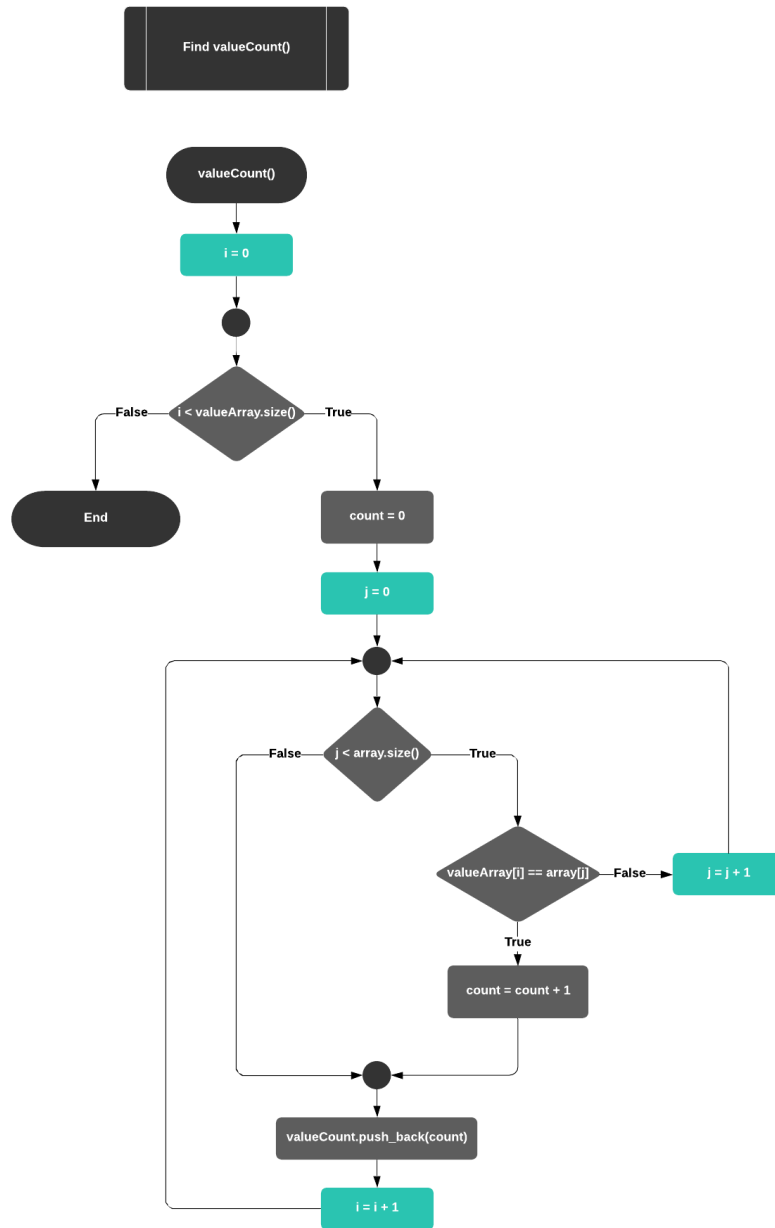 Find valueCount()
valueCount()
i = 0
False
i < valueArray.size()
True
End
count = 0
j = 0
False
j < array.size()
True
valueArray[i] == array[j]
False
j = j + 1
True
count = count + 1
valueCount.push_back(count)
i = i + 1